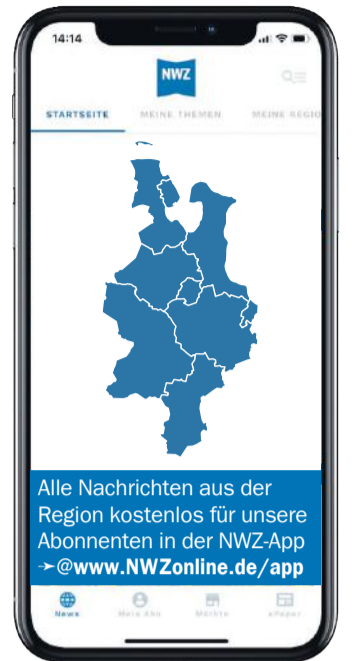 14:14
NWZ
STARTSEITE MEINE THEMEN MEINE REGIO
Alle Nachrichten aus der
Region kostenlos für unsere
Abonnenten in der NWZ-App
➛@www.NWZonline.de/app
News Mein Abo Märkte ePaper